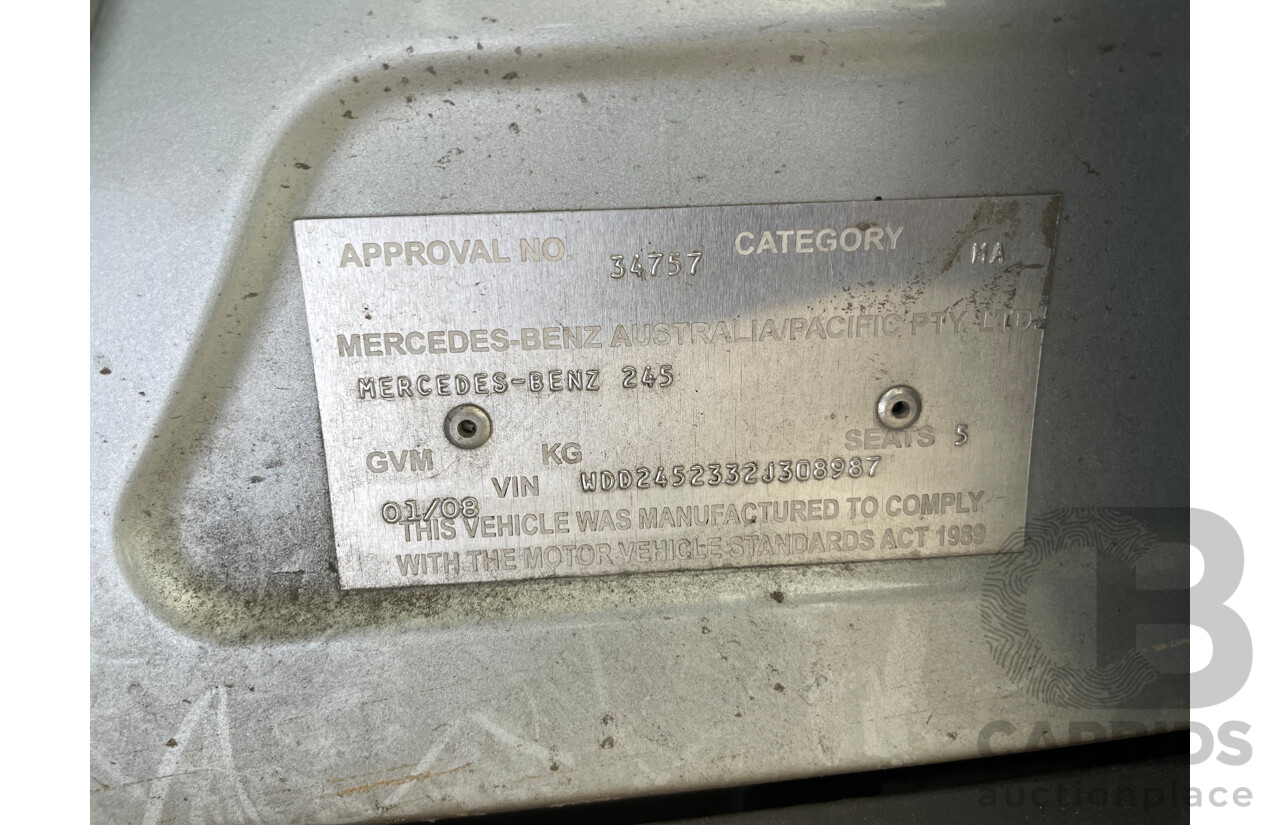 APPROVAL NO. 34757 CATEGORY MA
MERCEDES-BENZ AUSTRALIA/PACIFIC PTY. LTD.
MERCEDES-BENZ 245
GVM KG SEATS 5
01/08 VIN WDD2452332J308987
THIS VEHICLE WAS MANUFACTURED TO COMPLY
WITH THE MOTOR VEHICLE STANDARDS ACT 1989
CB
CARBIDS
auctionplace